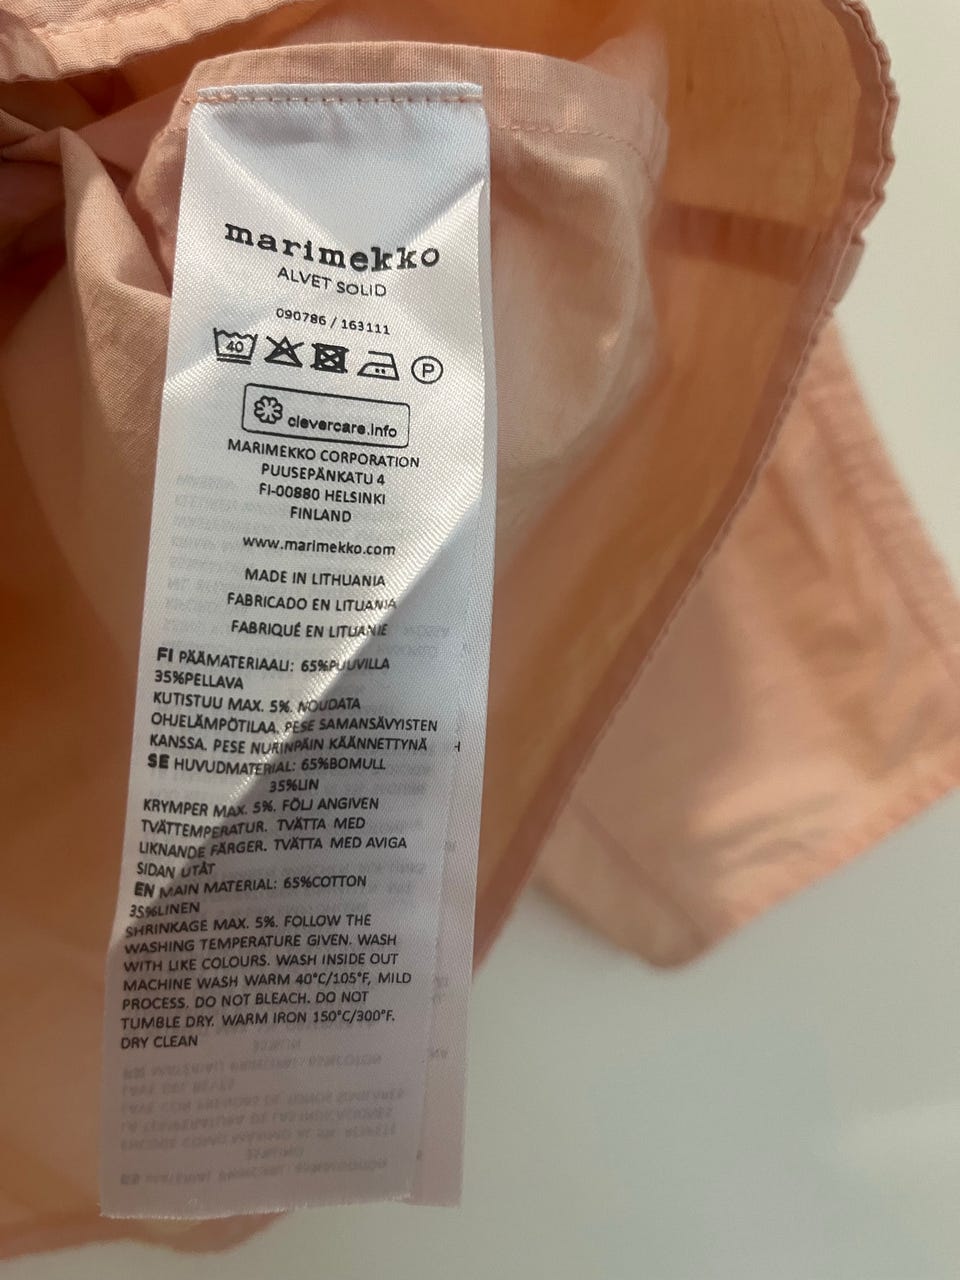 marimekko
ALVET SOLID
090786 / 163111
40
P
clevercare.info
MARIMEKKO CORPORATION
PUUSEPÄNKATU 4
FI-00880 HELSINKI
FINLAND
www.marimekko.com
MADE IN LITHUANIA
FABRICADO EN LITUANIA
FABRIQUÉ EN LITUANIE
FI PÄÄMATERIAALI: 65%PUUVILLA
35%PELLAVA
KUTISTUU MAX. 5%. NOUDATA
OHJELÄMPÖTILAA. PESE SAMANSÄVYISTEN
KANSSA. PESE NURINPÄIN KÄÄNNETTYNÄ
SE HUVUDMATERIAL: 65%BOMULL
35%LIN
KRYMPER MAX. 5%. FÖLJ ANGIVEN
TVÄTTEMPERATUR. TVÄTTA MED
LIKNANDE FÄRGER. TVÄTTA MED AVIGA
SIDAN UTÅT
EN MAIN MATERIAL: 65%COTTON
35%LINEN
SHRINKAGE MAX. 5%. FOLLOW THE
WASHING TEMPERATURE GIVEN. WASH
WITH LIKE COLOURS. WASH INSIDE OUT
MACHINE WASH WARM 40°C/105°F, MILD
PROCESS. DO NOT BLEACH. DO NOT
TUMBLE DRY. WARM IRON 150°C/300°F.
DRY CLEAN